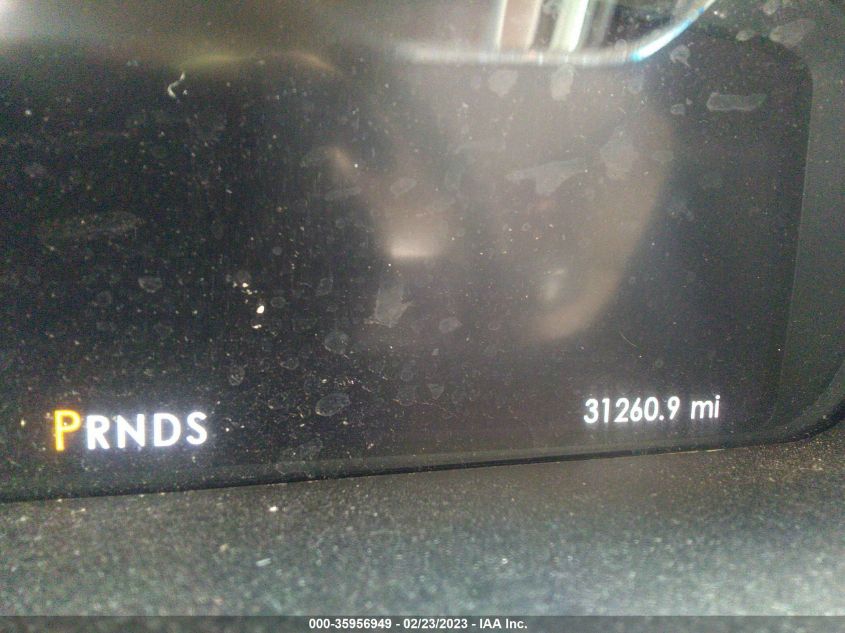 PRNDS
31260.9 mi
000-35956949 - 02/23/2023 - IAA Inc.